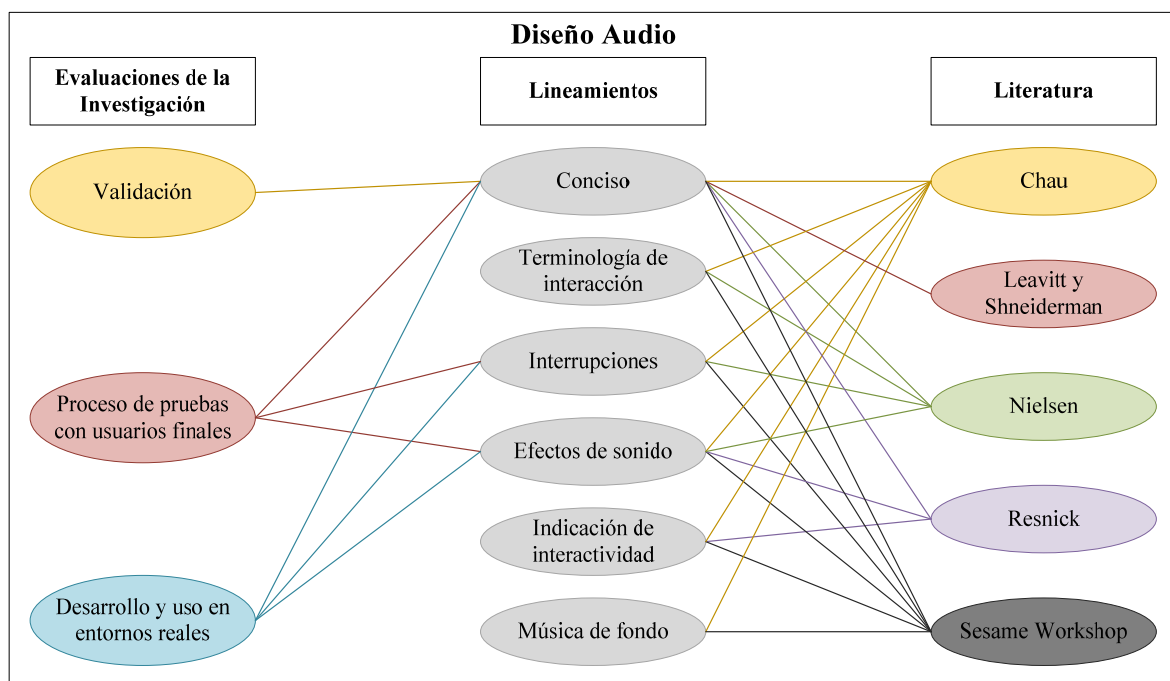 Diseño Audio
Evaluaciones de la
Investigación
Lineamientos
Literatura
Validación
Proceso de pruebas
con usuarios finales
Desarrollo y uso en
entornos reales
Conciso
Terminología de
interacción
Interrupciones
Efectos de sonido
Indicación de
interactividad
Música de fondo
Chau
Leavitt y
Shneiderman
Nielsen
Resnick
Sesame Workshop